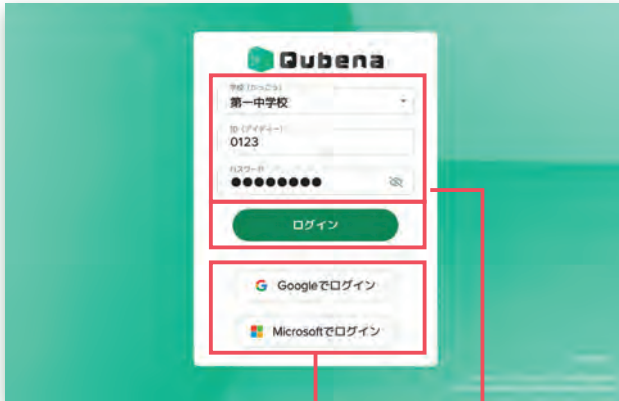 Qubena
学校 (がっこう)
第一中学校
ID (アイディー)
0123
パスワード
●●●●●●●●
ログイン
Googleでログイン
Microsoftでログイン